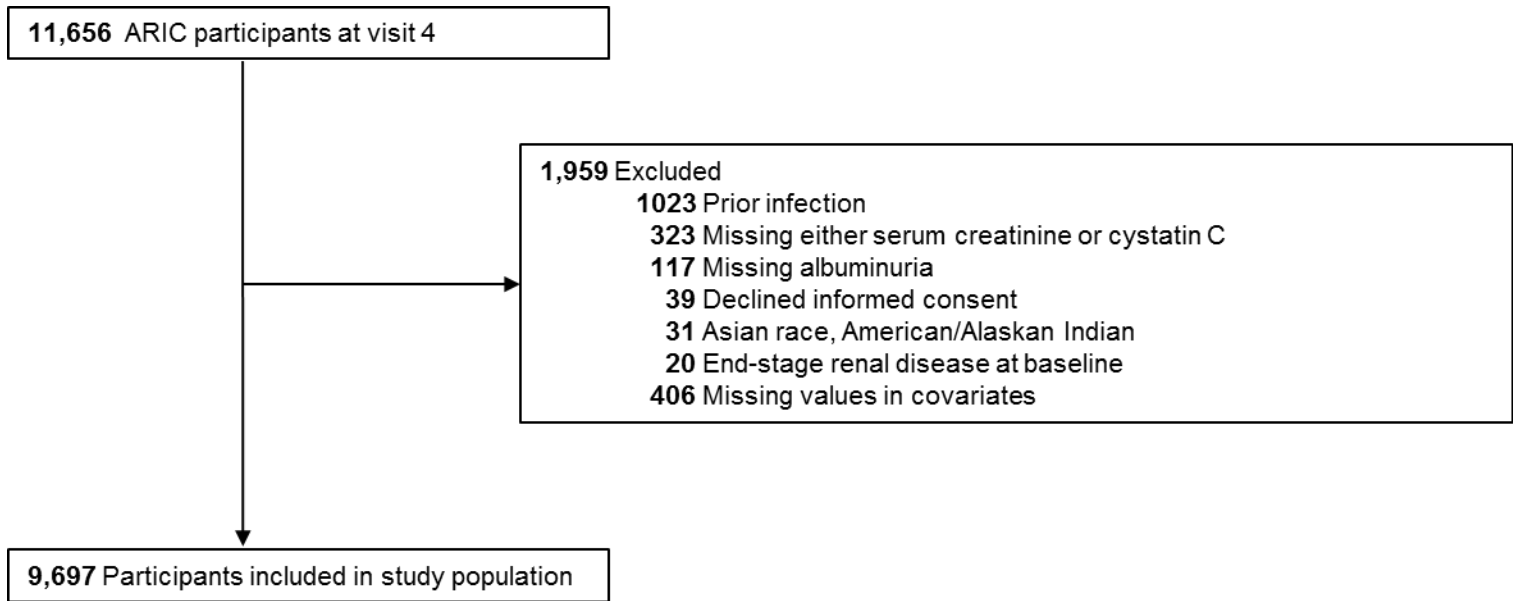 11,656 ARIC participants at visit 4
1,959 Excluded
1023 Prior infection
323 Missing either serum creatinine or cystatin C
117 Missing albuminuria
39 Declined informed consent
31 Asian race, American/Alaskan Indian
20 End-stage renal disease at baseline
406 Missing values in covariates
9,697 Participants included in study population